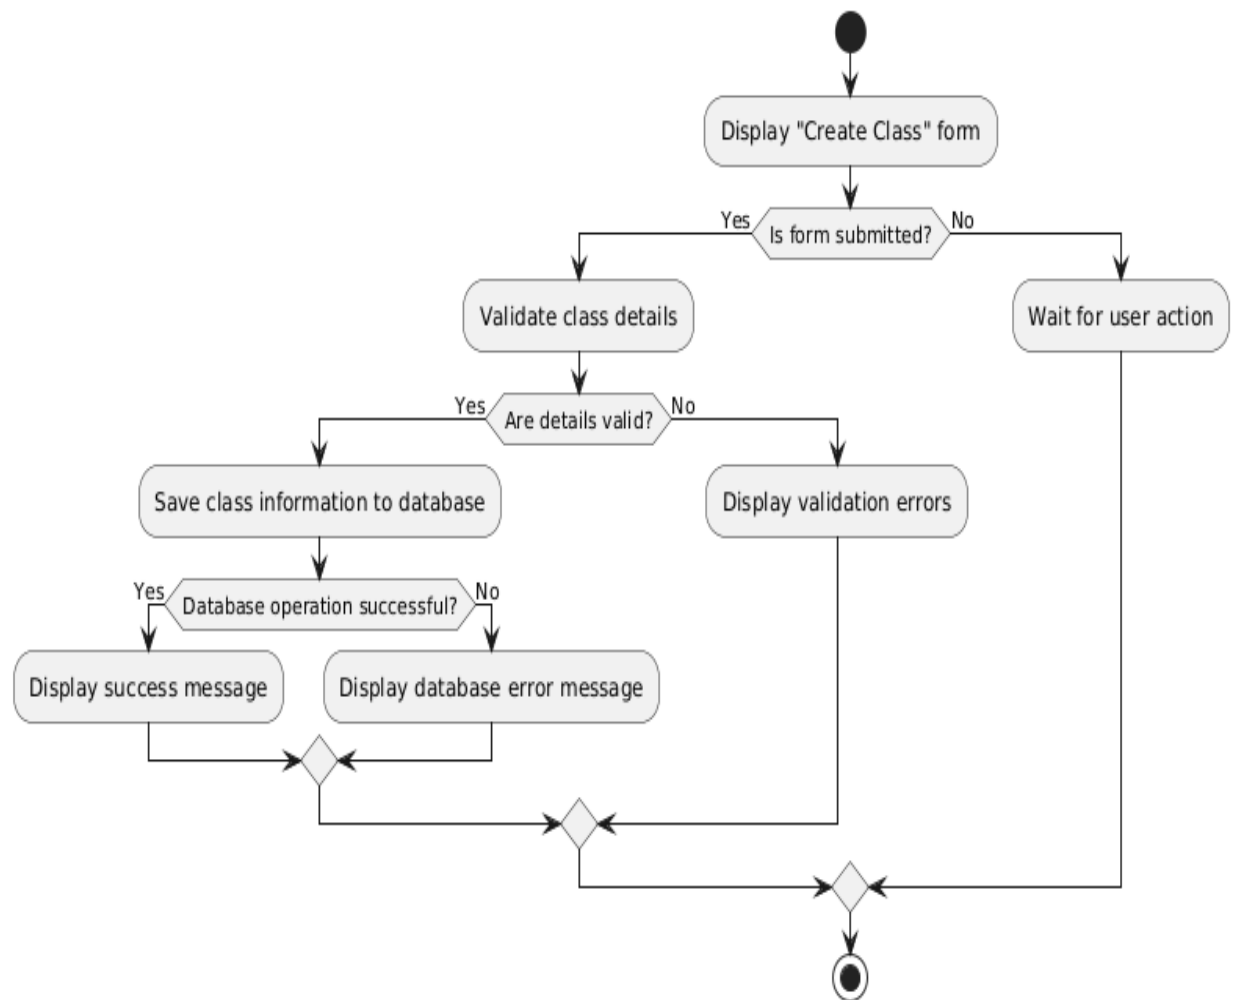 Display "Create Class" form
Yes
Is form submitted?
No
Validate class details
Wait for user action
Yes
Are details valid?
No
Save class information to database
Display validation errors
Yes
Database operation successful?
No
Display success message
Display database error message